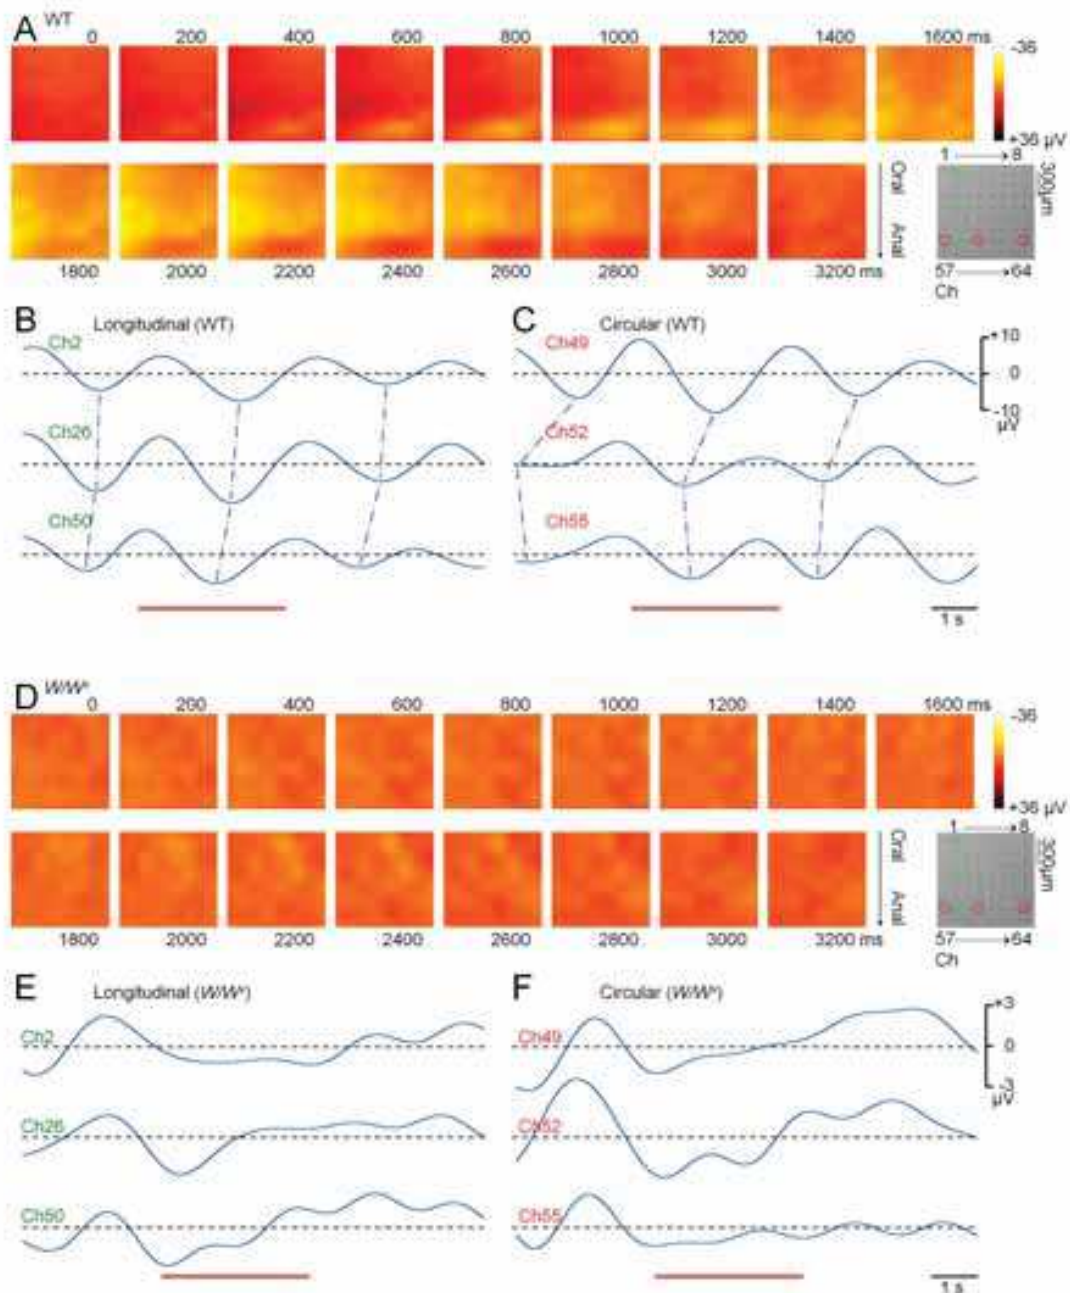 A WT
0 200 400 600 800 1000 1200 1400 1600 ms
-36
+36 µV
Oral
Anal
1 8
300µm
57 64
Ch
1800 2000 2200 2400 2600 2800 3000 3200 ms
B Longitudinal (WT)
Ch2
Ch26
Ch50
C Circular (WT)
Ch49
Ch52
Ch55
+10
0
-10
µV
1 s
D W/Wᵛ
0 200 400 600 800 1000 1200 1400 1600 ms
-36
+36 µV
Oral
Anal
1 8
300µm
57 64
Ch
1800 2000 2200 2400 2600 2800 3000 3200 ms
E Longitudinal (W/Wᵛ)
Ch2
Ch26
Ch50
F Circular (W/Wᵛ)
Ch49
Ch52
Ch55
+3
0
-3
µV
1 s